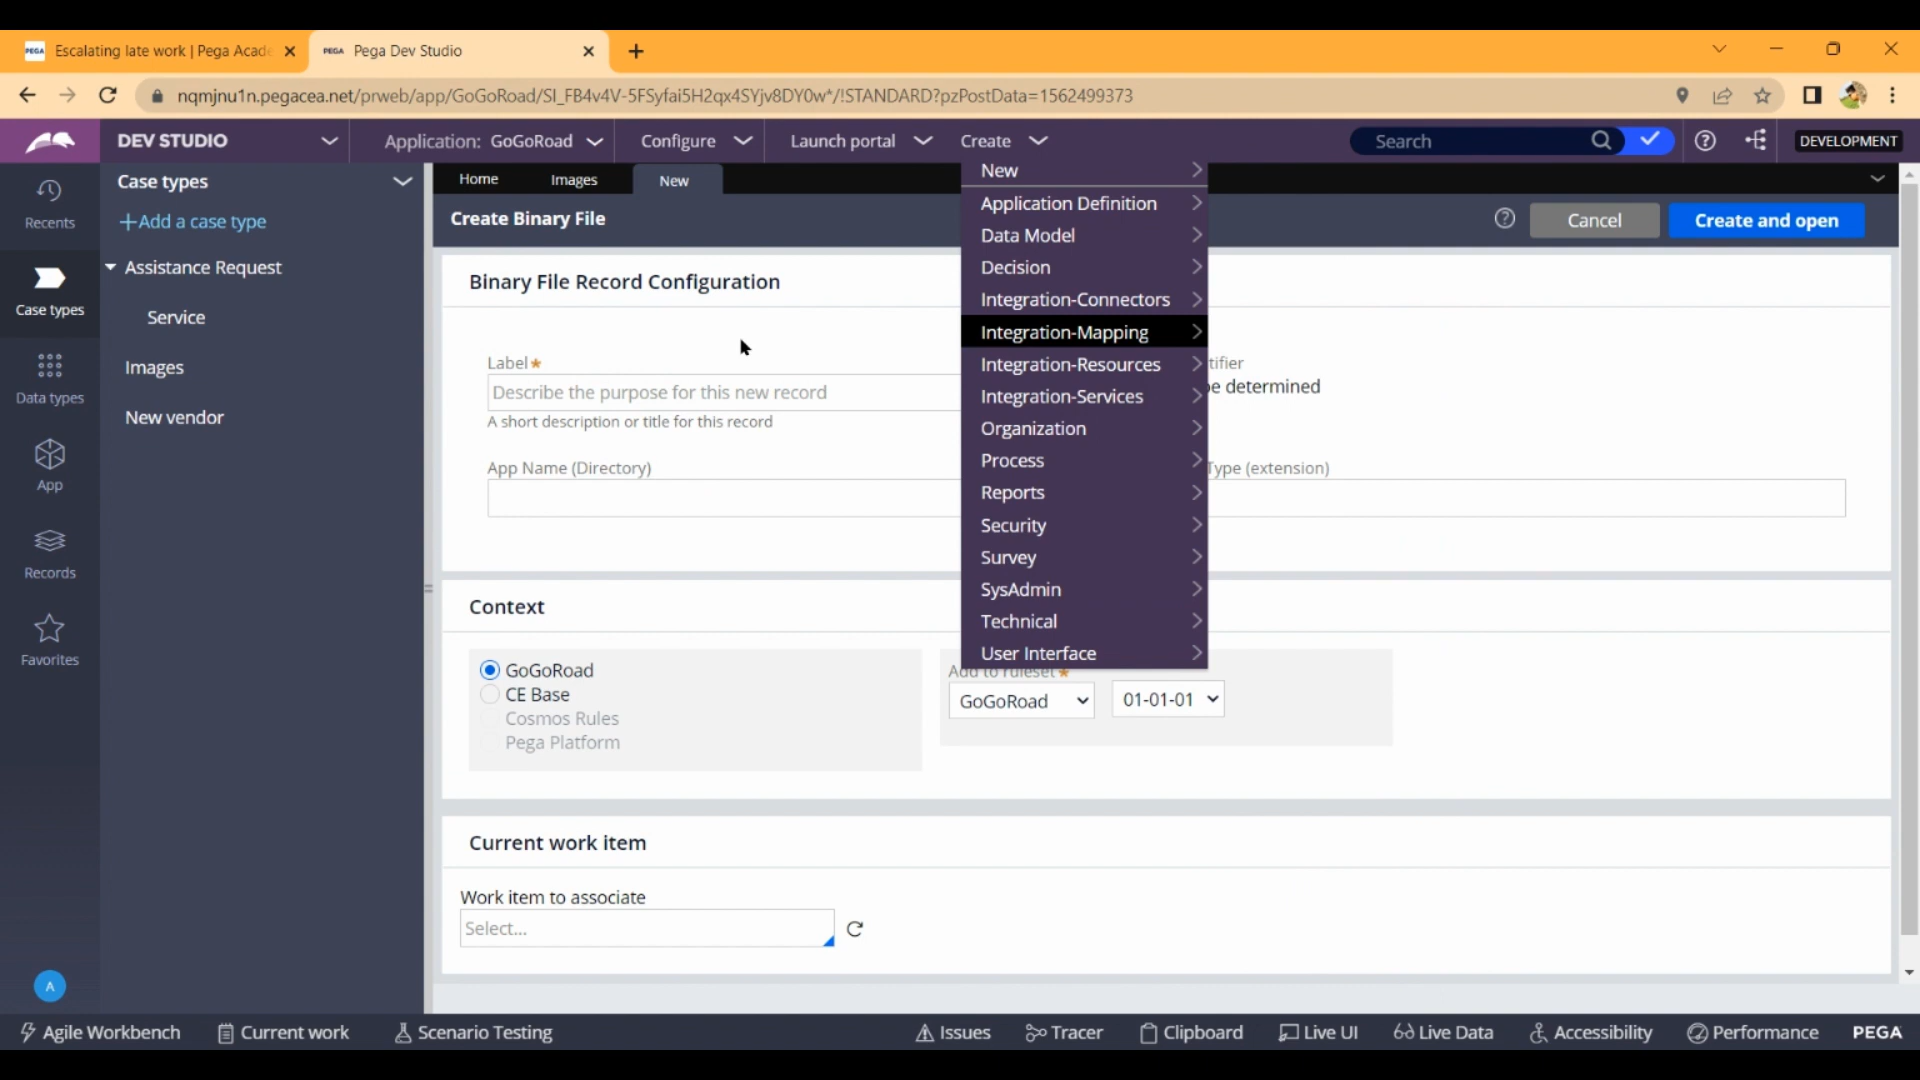 PEGA Escalating late work | Pega Acade
PEGA Pega Dev Studio
nqmjnu1n.pegacea.net/prweb/app/GoGoRoad/SI_FB4v4V-5FSyfai5H2qx4SYjv8DY0w*/!STANDARD?pzPostData=1562499373
DEV STUDIO
Application: GoGoRoad
Configure
Launch portal
Create
Search
DEVELOPMENT
Recents
Case types
Data types
App
Records
Favorites
A
Case types
+Add a case type
Assistance Request
Service
Images
New vendor
Home
Images
New
Create Binary File
Cancel
Create and open
New
Application Definition
Data Model
Decision
Integration-Connectors
Integration-Mapping
Integration-Resources
Integration-Services
Organization
Process
Reports
Security
Survey
SysAdmin
Technical
User Interface
Binary File Record Configuration
Label*
Describe the purpose for this new record
A short description or title for this record
tifier
be determined
App Name (Directory)
Type (extension)
Context
GoGoRoad
CE Base
Cosmos Rules
Pega Platform
Add to ruleset*
GoGoRoad
01-01-01
Current work item
Work item to associate
Select...
Agile Workbench
Current work
Scenario Testing
Issues
Tracer
Clipboard
Live UI
Live Data
Accessibility
Performance
PEGA